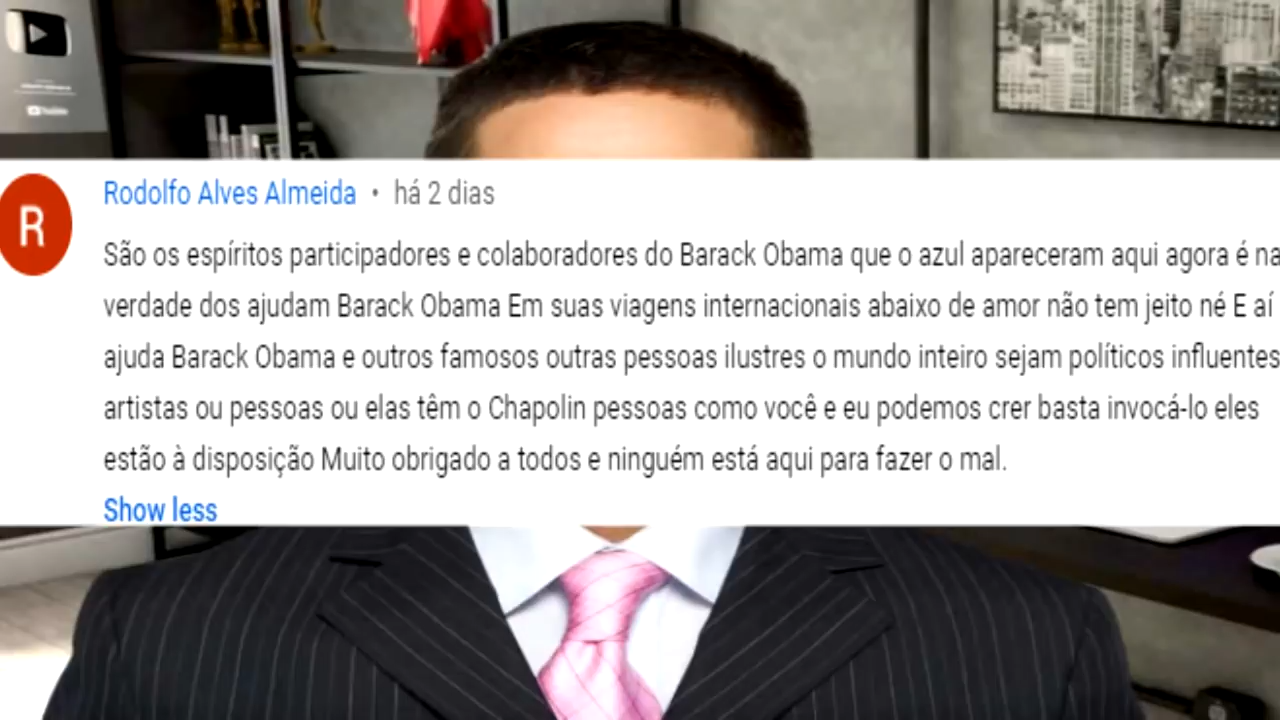 YouTube
R
Rodolfo Alves Almeida • há 2 dias
São os espíritos participadores e colaboradores do Barack Obama que o azul apareceram aqui agora é na
verdade dos ajudam Barack Obama Em suas viagens internacionais abaixo de amor não tem jeito né E aí
ajuda Barack Obama e outros famosos outras pessoas ilustres o mundo inteiro sejam políticos influentes
artistas ou pessoas ou elas têm o Chapolin pessoas como você e eu podemos crer basta invocá-lo eles
estão à disposição Muito obrigado a todos e ninguém está aqui para fazer o mal.
Show less